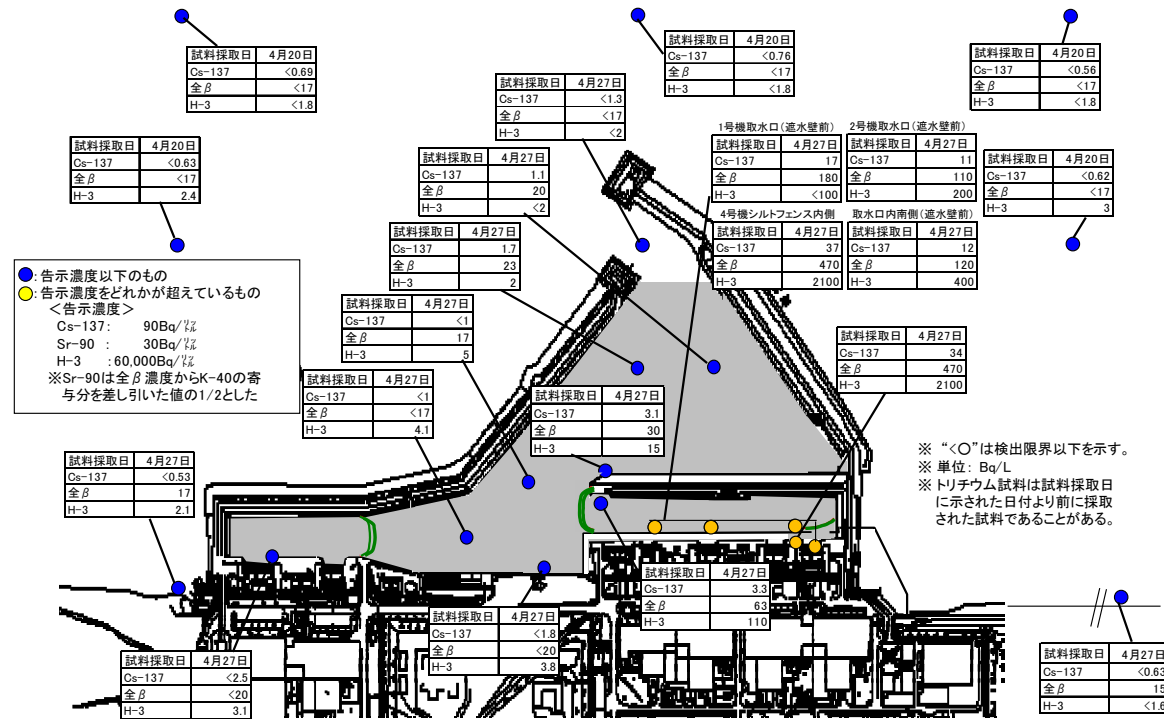 試料採取日 4月20日
Cs-137 <0.69
全β <17
H-3 <1.8
試料採取日 4月20日
Cs-137 <0.76
全β <17
H-3 <1.8
試料採取日 4月20日
Cs-137 <0.56
全β <17
H-3 <1.8
試料採取日 4月27日
Cs-137 <1.3
全β <17
H-3 <2
試料採取日 4月20日
Cs-137 <0.63
全β <17
H-3 2.4
試料採取日 4月27日
Cs-137 1.1
全β 20
H-3 <2
1号機取水口(遮水壁前)
試料採取日 4月27日
Cs-137 17
全β 180
H-3 <100
2号機取水口(遮水壁前)
試料採取日 4月27日
Cs-137 11
全β 110
H-3 200
試料採取日 4月20日
Cs-137 <0.62
全β <17
H-3 3
4号機シルトフェンス内側
試料採取日 4月27日
Cs-137 37
全β 470
H-3 2100
取水口内南側(遮水壁前)
試料採取日 4月27日
Cs-137 12
全β 120
H-3 400
試料採取日 4月27日
Cs-137 1.7
全β 23
H-3 2
●:告示濃度以下のもの
●:告示濃度をどれかが超えているもの
<告示濃度>
Cs-137: 90Bq/㍑
Sr-90 : 30Bq/㍑
H-3 :60,000Bq/㍑
※Sr-90は全β濃度からK-40の寄
与分を差し引いた値の1/2とした
試料採取日 4月27日
Cs-137 <1
全β 17
H-3 5
試料採取日 4月27日
Cs-137 34
全β 470
H-3 2100
試料採取日 4月27日
Cs-137 <1
全β <17
H-3 4.1
試料採取日 4月27日
Cs-137 3.1
全β 30
H-3 15
※ “<○”は検出限界以下を示す。
※ 単位: Bq/L
※ トリチウム試料は試料採取日
に示された日付より前に採取
された試料であることがある。
試料採取日 4月27日
Cs-137 <0.53
全β 17
H-3 2.1
試料採取日 4月27日
Cs-137 3.3
全β 63
H-3 110
試料採取日 4月27日
Cs-137 <1.8
全β <20
H-3 3.8
試料採取日 4月27日
Cs-137 <2.5
全β <20
H-3 3.1
試料採取日 4月27日
Cs-137 <0.63
全β 15
H-3 <1.6